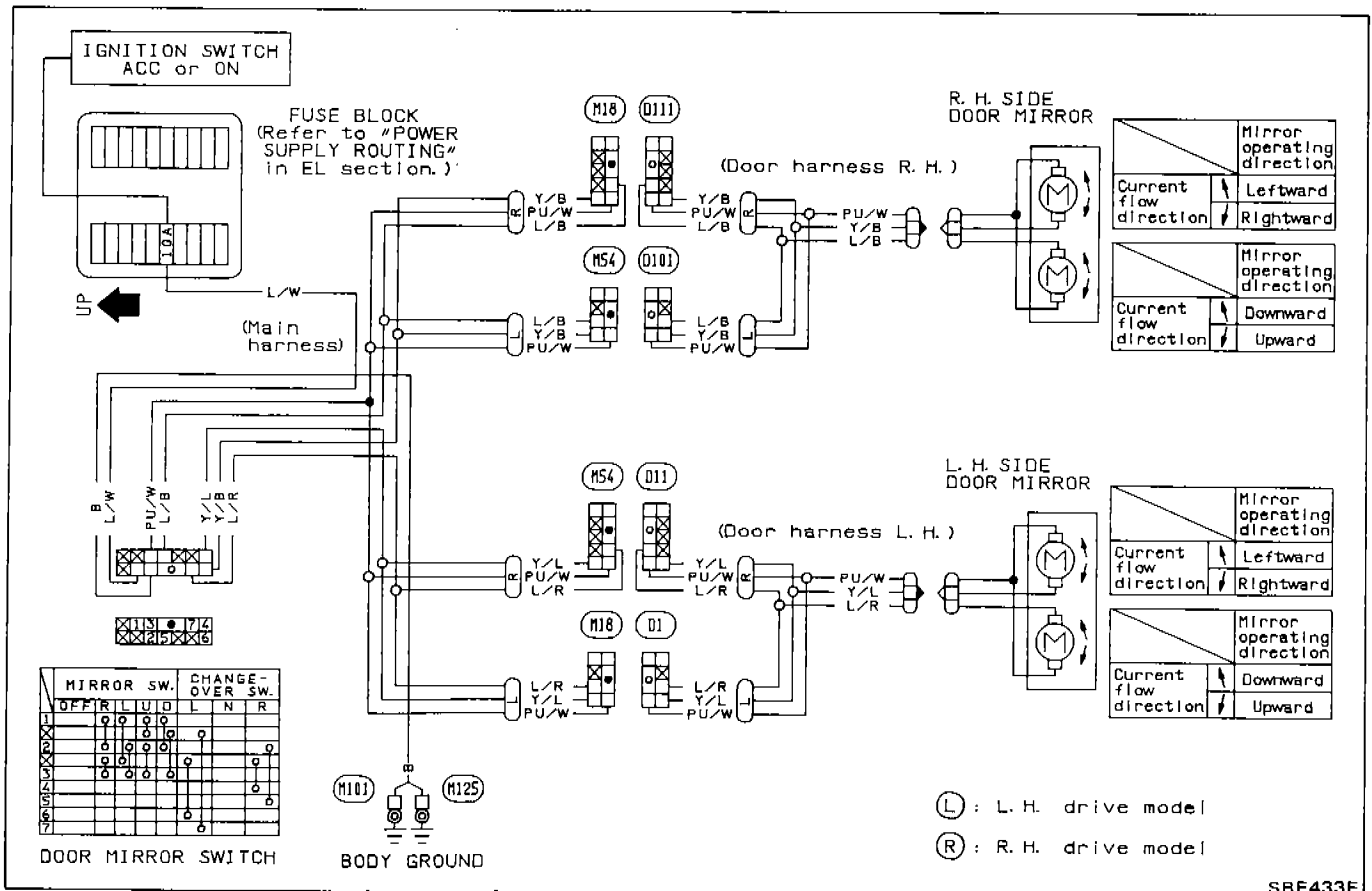 IGNITION SWITCH
ACC or ON
FUSE BLOCK
(Refer to "POWER
SUPPLY ROUTING"
in EL section.)
10A
UP
L/W
(Main
harness)
B
L/W
PU/W
L/B
Y/L
Y/B
L/R
1 3 7 4
2 5 6
MIRROR SW.
CHANGE-
OVER SW.
OFF R L U D L N R
1
2
3
4
5
6
7
DOOR MIRROR SWITCH
M18
D111
R
Y/B
PU/W
L/B
Y/B
PU/W
L/B
R
(Door harness R. H.)
PU/W
Y/B
L/B
M54
D101
L
L/B
Y/B
PU/W
L/B
Y/B
PU/W
L
R. H. SIDE
DOOR MIRROR
M
M
Mirror
operating
direction
Current
flow
direction
Leftward
Rightward
Mirror
operating
direction
Current
flow
direction
Downward
Upward
M54
D11
R
Y/L
PU/W
L/R
Y/L
PU/W
L/R
R
(Door harness L. H.)
PU/W
Y/L
L/R
M18
D1
L
L/R
Y/L
PU/W
L/R
Y/L
PU/W
L
L. H. SIDE
DOOR MIRROR
M
M
Mirror
operating
direction
Current
flow
direction
Leftward
Rightward
Mirror
operating
direction
Current
flow
direction
Downward
Upward
B
M101
M125
BODY GROUND
L : L. H. drive model
R : R. H. drive model
SBF433F